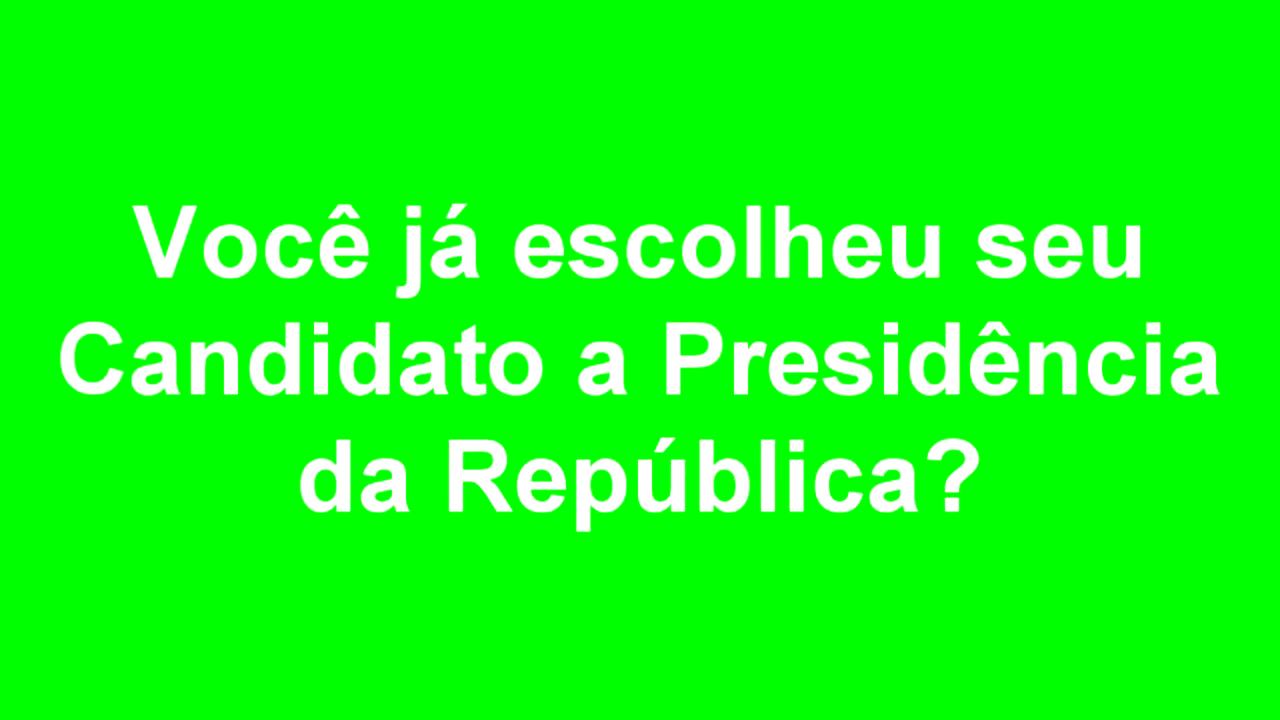 Você já escolheu seu
Candidato a Presidência
da República?